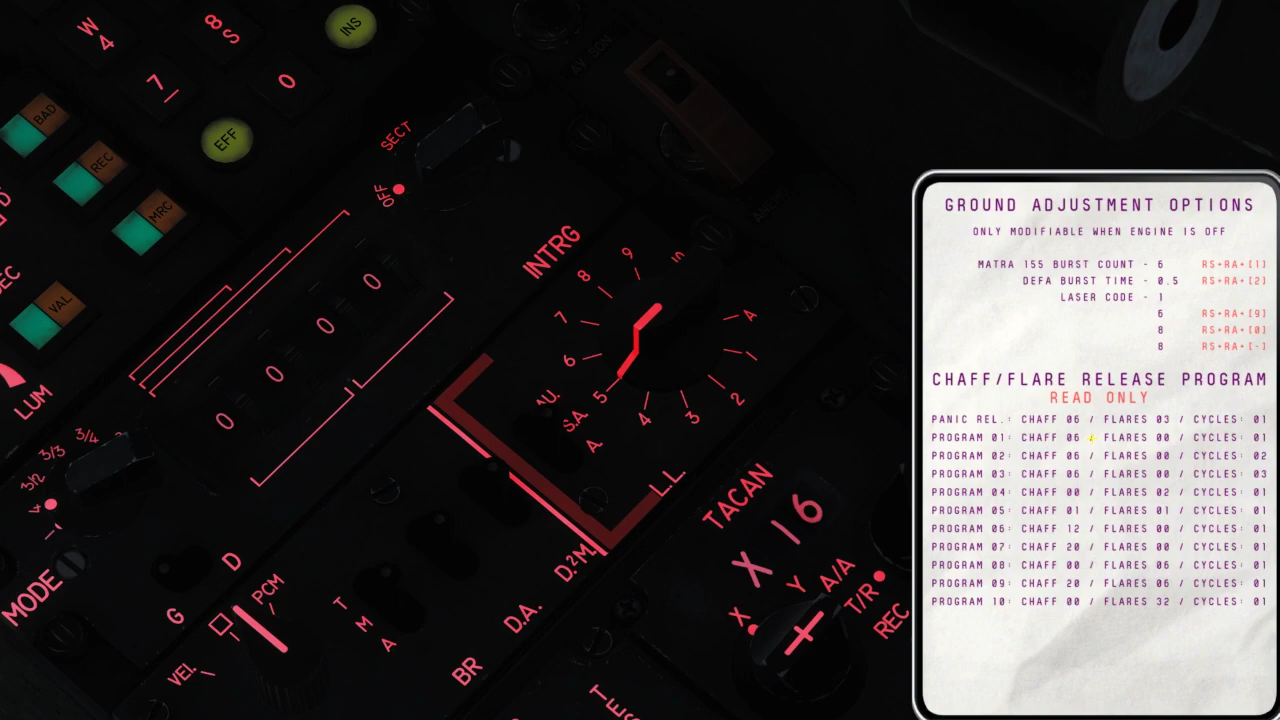 W
4
8
S
INS
7
0
EFF
BAD
REC
MRC
VAL
LUM
SECT
OFF
INTRG
0
0
0
0
3/4
3/3
3/2
4
MODE
G
D
PCM
VEL
T
M
A
BR
D.A.
D²M
L.L
9
8
7
6
5
4
3
2
A
AU.
S.A.
A.
TACAN
X 16
X
Y
A/A
T/R
REC
TES
GROUND ADJUSTMENT OPTIONS
ONLY MODIFIABLE WHEN ENGINE IS OFF
MATRA 155 BURST COUNT - 6 RS+RA+[1]
DEFA BURST TIME - 0.5 RS+RA+[2]
LASER CODE - 1
6 RS+RA+[9]
8 RS+RA+[0]
8 RS+RA+[-]
CHAFF/FLARE RELEASE PROGRAM
READ ONLY
PANIC REL.: CHAFF 06 / FLARES 03 / CYCLES: 01
PROGRAM 01: CHAFF 06 / FLARES 00 / CYCLES: 01
PROGRAM 02: CHAFF 06 / FLARES 00 / CYCLES: 02
PROGRAM 03: CHAFF 06 / FLARES 00 / CYCLES: 03
PROGRAM 04: CHAFF 00 / FLARES 02 / CYCLES: 01
PROGRAM 05: CHAFF 01 / FLARES 01 / CYCLES: 01
PROGRAM 06: CHAFF 12 / FLARES 00 / CYCLES: 01
PROGRAM 07: CHAFF 20 / FLARES 00 / CYCLES: 01
PROGRAM 08: CHAFF 00 / FLARES 06 / CYCLES: 01
PROGRAM 09: CHAFF 20 / FLARES 06 / CYCLES: 01
PROGRAM 10: CHAFF 00 / FLARES 32 / CYCLES: 01